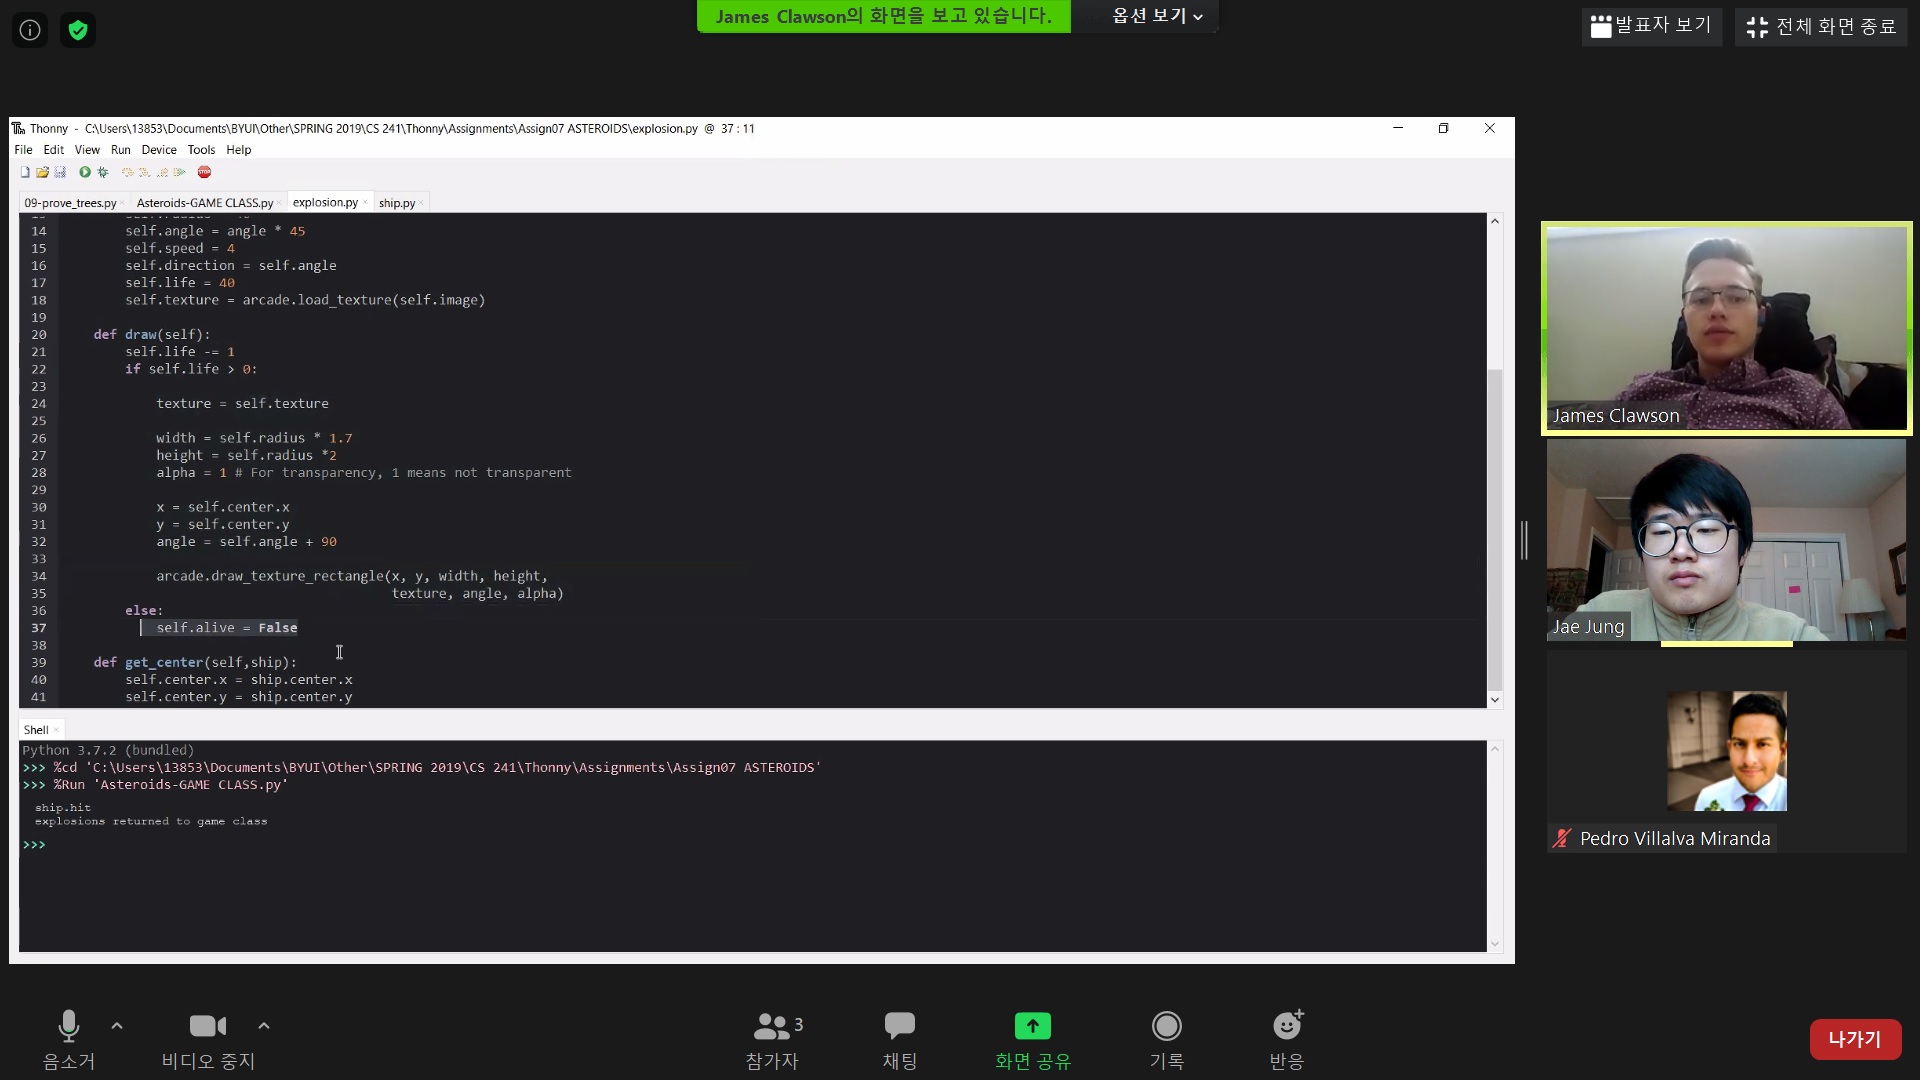 James Clawson의 화면을 보고 있습니다.
옵션 보기
발표자 보기
전체 화면 종료
Thonny - C:\Users\13853\Documents\BYUI\Other\SPRING 2019\CS 241\Thonny\Assignments\Assign07 ASTEROIDS\explosion.py @ 37 : 11
File Edit View Run Device Tools Help
STOP
09-prove_trees.py × Asteroids-GAME CLASS.py × explosion.py × ship.py ×
14 self.angle = angle * 45
15 self.speed = 4
16 self.direction = self.angle
17 self.life = 40
18 self.texture = arcade.load_texture(self.image)
19
20 def draw(self):
21 self.life -= 1
22 if self.life > 0:
23
24 texture = self.texture
25
26 width = self.radius * 1.7
27 height = self.radius *2
28 alpha = 1 # For transparency, 1 means not transparent
29
30 x = self.center.x
31 y = self.center.y
32 angle = self.angle + 90
33
34 arcade.draw_texture_rectangle(x, y, width, height,
35 texture, angle, alpha)
36 else:
37 self.alive = False
38
39 def get_center(self,ship):
40 self.center.x = ship.center.x
41 self.center.y = ship.center.y
Shell ×
Python 3.7.2 (bundled)
>>> %cd 'C:\Users\13853\Documents\BYUI\Other\SPRING 2019\CS 241\Thonny\Assignments\Assign07 ASTEROIDS'
>>> %Run 'Asteroids-GAME CLASS.py'
ship.hit
explosions returned to game class
>>>
James Clawson
Jae Jung
Pedro Villalva Miranda
음소거
비디오 중지
3
참가자
채팅
화면 공유
기록
반응
나가기